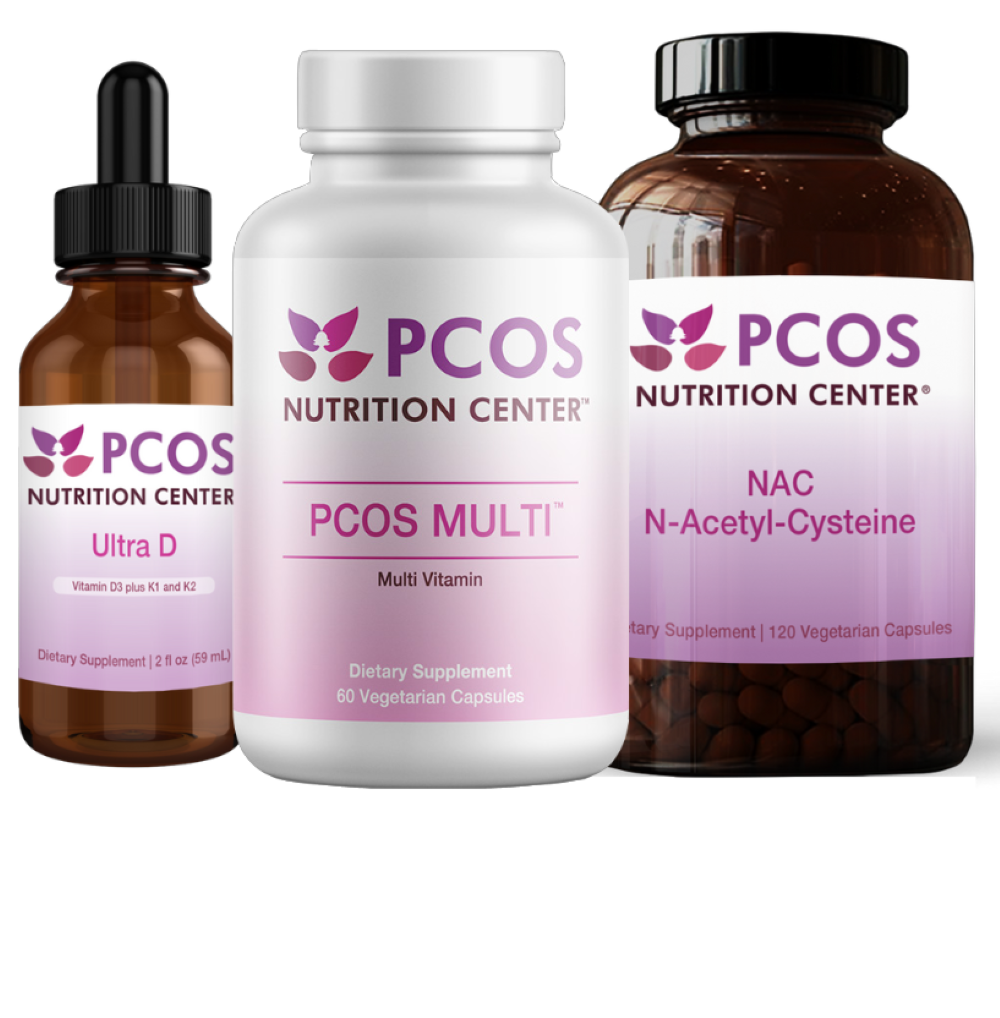 PCOS
NUTRITION CENTER
Ultra D
Vitamin D3 plus K1 and K2
Dietary Supplement | 2 fl oz (59 mL)
PCOS
NUTRITION CENTER™
PCOS MULTI™
Multi Vitamin
Dietary Supplement
60 Vegetarian Capsules
PCOS
NUTRITION CENTER®
NAC
N-Acetyl-Cysteine
etary Supplement | 120 Vegetarian Capsules